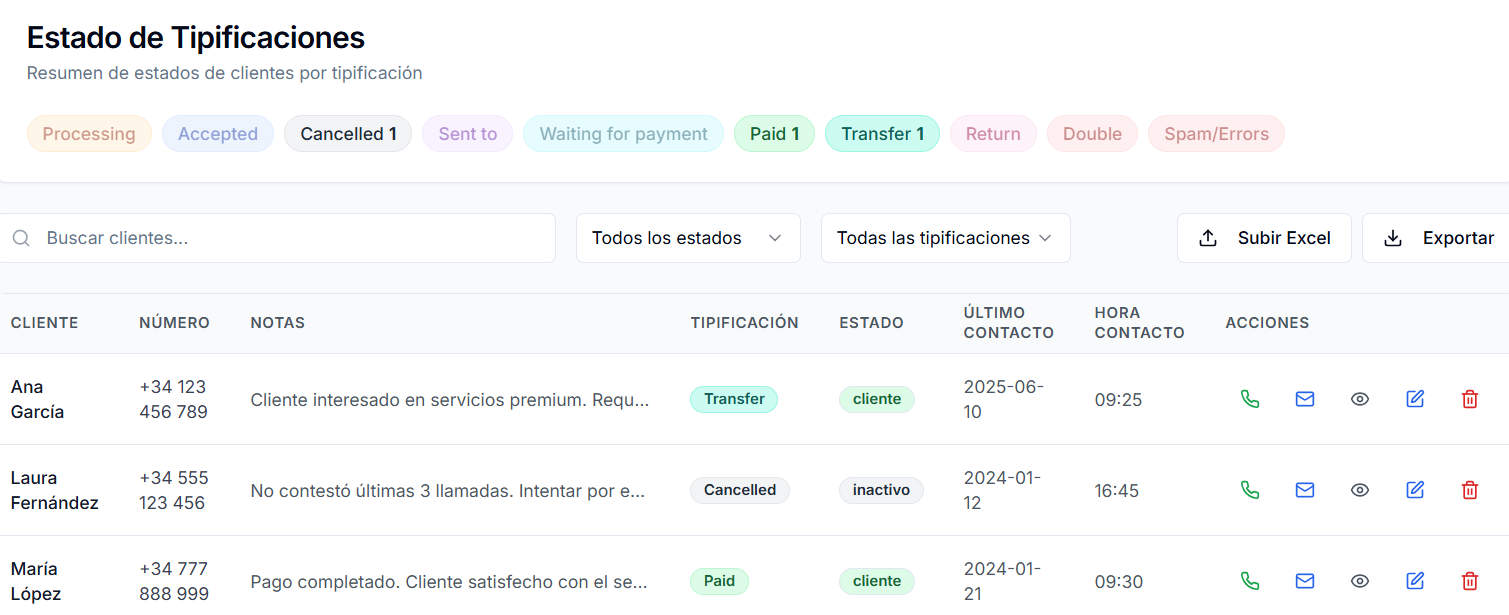 Estado de Tipificaciones
Resumen de estados de clientes por tipificación
Processing Accepted Cancelled 1 Sent to Waiting for payment Paid 1 Transfer 1 Return Double Spam/Errors
Buscar clientes... Todos los estados Todas las tipificaciones Subir Excel Exportar
CLIENTE NÚMERO NOTAS TIPIFICACIÓN ESTADO ÚLTIMO CONTACTO HORA CONTACTO ACCIONES
Ana García +34 123 456 789 Cliente interesado en servicios premium. Requ... Transfer cliente 2025-06-10 09:25
Laura Fernández +34 555 123 456 No contestó últimas 3 llamadas. Intentar por e... Cancelled inactivo 2024-01-12 16:45
María López +34 777 888 999 Pago completado. Cliente satisfecho con el se... Paid cliente 2024-01-21 09:30